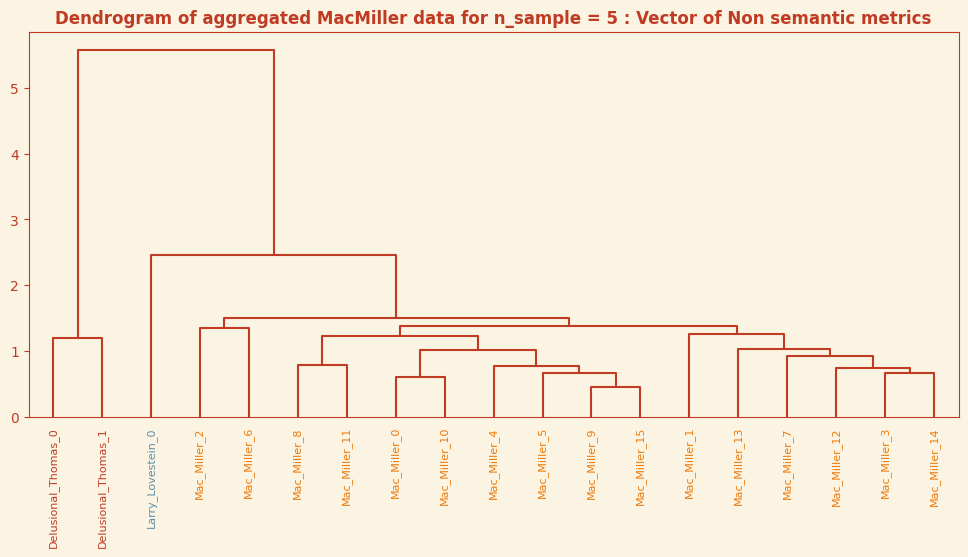 Dendrogram of aggregated MacMiller data for n_sample = 5 : Vector of Non semantic metrics
5
4
3
2
1
0
Delusional_Thomas_0
Delusional_Thomas_1
Larry_Lovestein_0
Mac_Miller_2
Mac_Miller_6
Mac_Miller_8
Mac_Miller_11
Mac_Miller_0
Mac_Miller_10
Mac_Miller_4
Mac_Miller_5
Mac_Miller_9
Mac_Miller_15
Mac_Miller_1
Mac_Miller_13
Mac_Miller_7
Mac_Miller_12
Mac_Miller_3
Mac_Miller_14